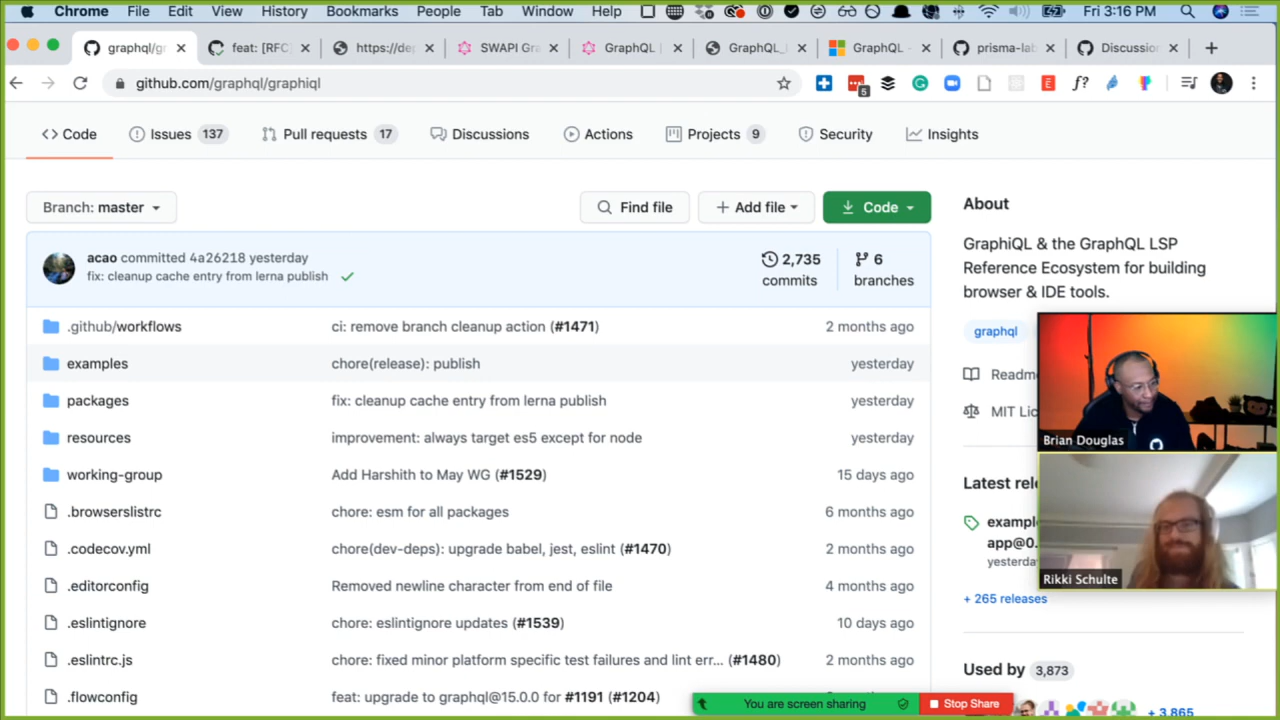 Chrome File Edit View History Bookmarks People Tab Window Help Fri 3:16 PM
graphql/gr feat: [RFC] https://de SWAPI Gra GraphQL GraphQL_ GraphQL - prisma-lab Discussion
github.com/graphql/graphiql
5
f?
Code Issues 137 Pull requests 17 Discussions Actions Projects 9 Security Insights
Branch: master Find file Add file Code
About
GraphiQL & the GraphQL LSP
Reference Ecosystem for building
browser & IDE tools.
graphql
Readm
MIT Lic
acao committed 4a26218 yesterday
fix: cleanup cache entry from lerna publish
2,735
commits
6
branches
.github/workflows ci: remove branch cleanup action (#1471) 2 months ago
examples chore(release): publish yesterday
packages fix: cleanup cache entry from lerna publish yesterday
resources improvement: always target es5 except for node yesterday
working-group Add Harshith to May WG (#1529) 15 days ago
.browserslistrc chore: esm for all packages 6 months ago
.codecov.yml chore(dev-deps): upgrade babel, jest, eslint (#1470) 2 months ago
.editorconfig Removed newline character from end of file 4 months ago
.eslintignore chore: eslintignore updates (#1539) 10 days ago
.eslintrc.js chore: fixed minor platform specific test failures and lint err... (#1480) 2 months ago
.flowconfig feat: upgrade to graphql@15.0.0 for #1191 (#1204)
Brian Douglas
Latest rele
exampl
app@0.
yesterda
Rikki Schulte
+ 265 releases
Used by 3,873
+ 3,865
You are screen sharing Stop Share